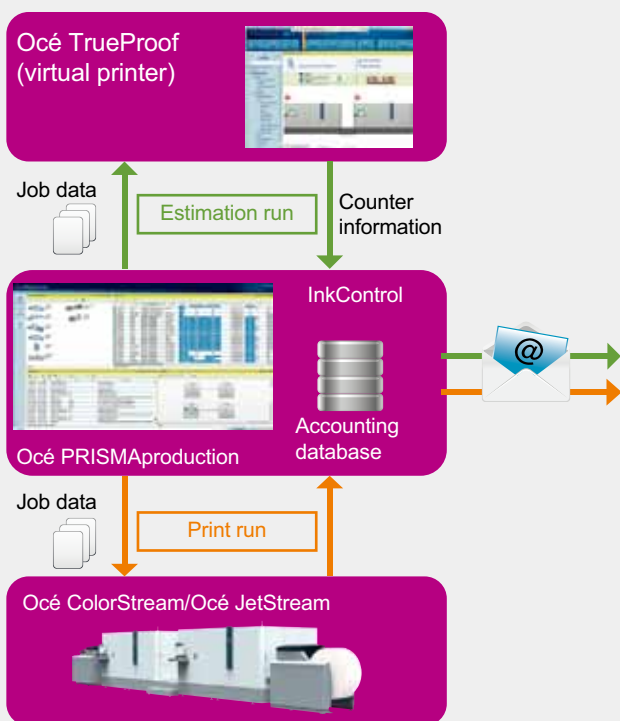 Océ TrueProof
(virtual printer)
Job data
Estimation run
Counter
information
InkControl
@
Accounting
database
Océ PRISMAproduction
Job data
Print run
Océ ColorStream/Océ JetStream